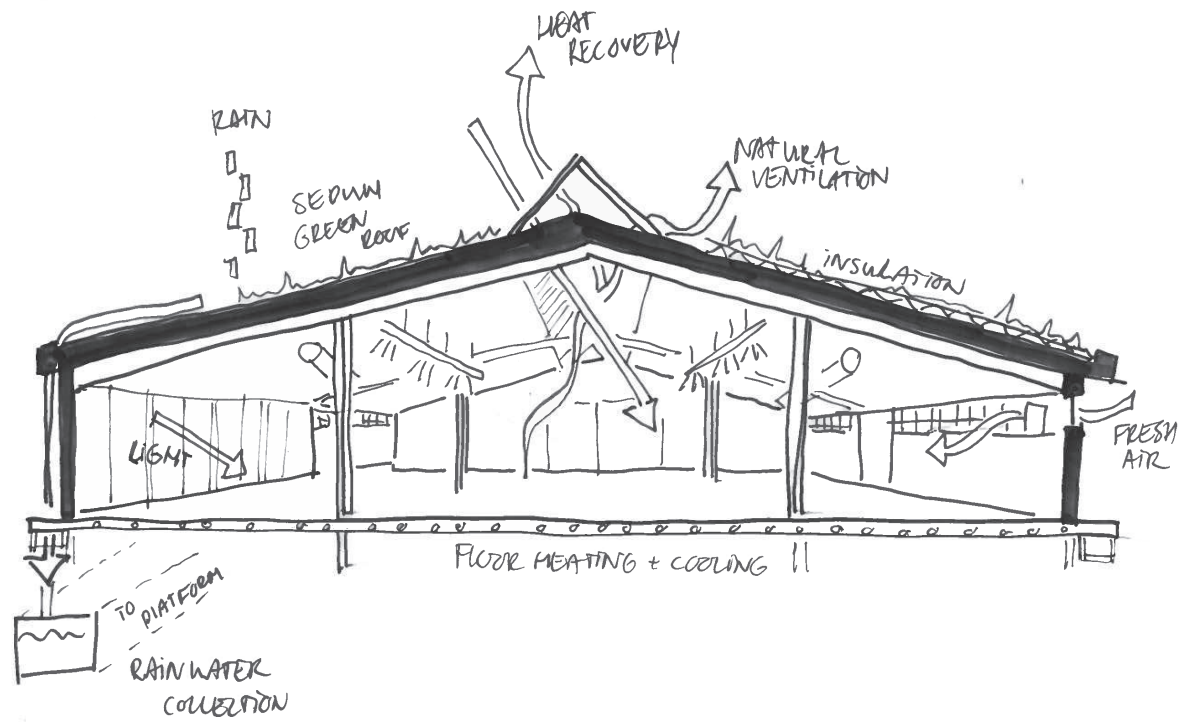 HEAT
RECOVERY
RAIN
NATURAL
VENTILATION
SEDUM
GREEN
ROOF
INSULATION
LIGHT
FRESH
AIR
FLOOR HEATING + COOLING
TO
PLATFORM
RAINWATER
COLLECTION